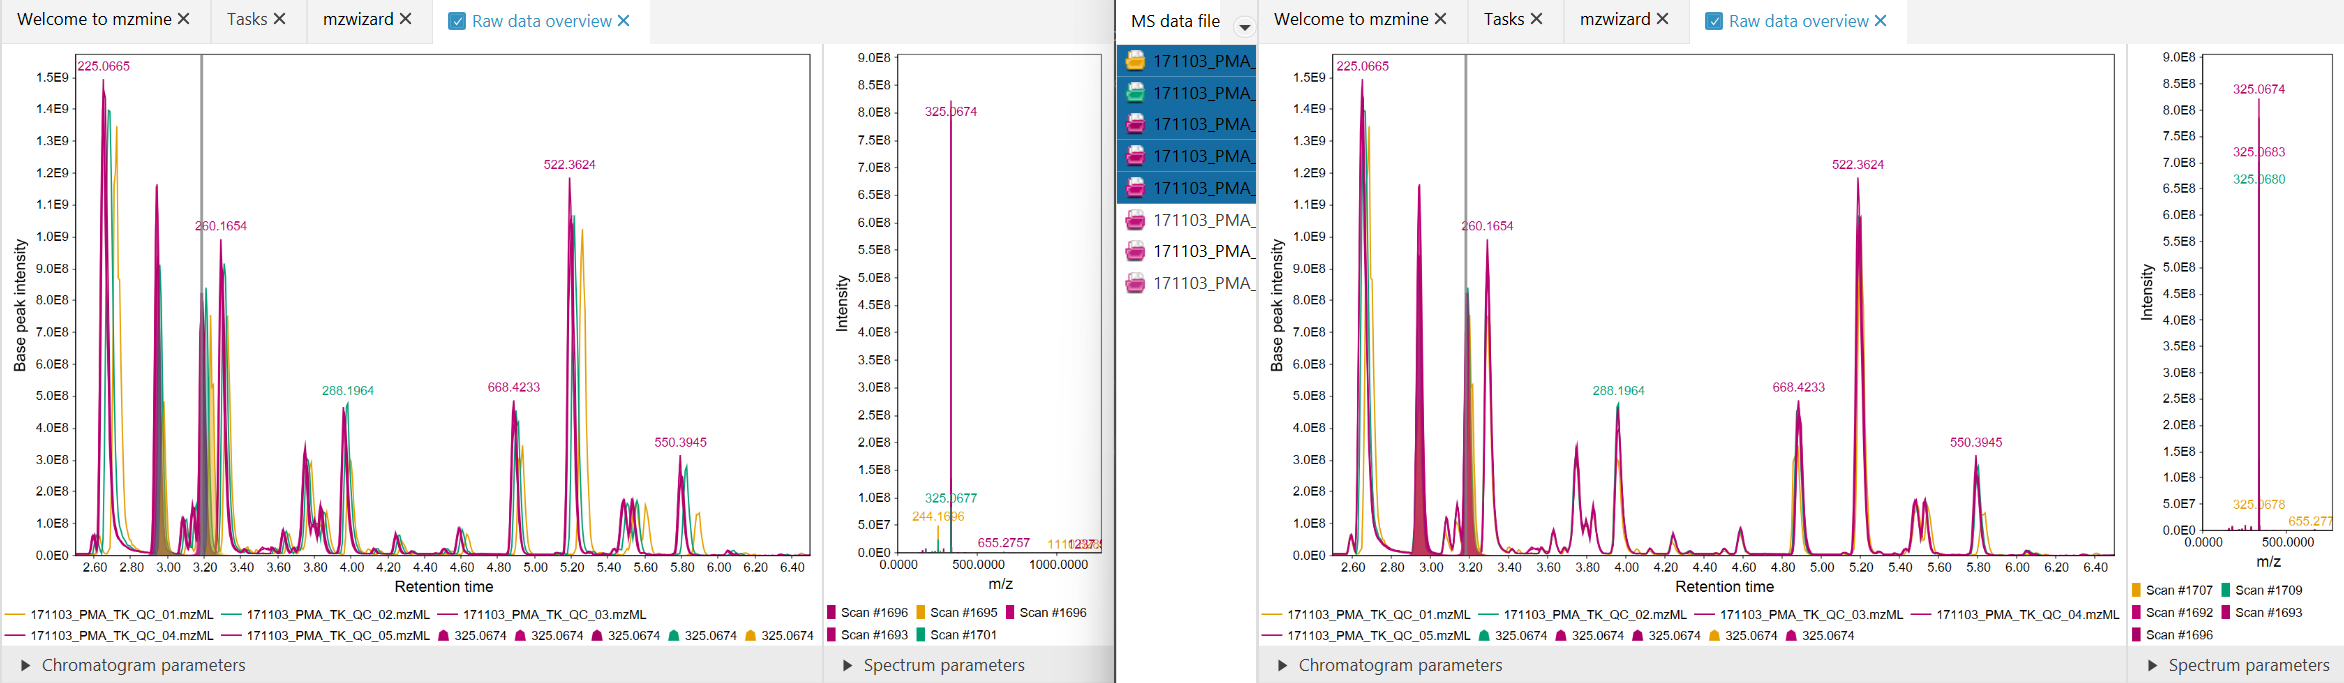 Welcome to mzmine Tasks mzwizard Raw data overview
225.0665
522.3624
260.1654
668.4233
288.1964
550.3945
Base peak intensity
1.5E9
1.4E9
1.3E9
1.2E9
1.1E9
1.0E9
9.0E8
8.0E8
7.0E8
6.0E8
5.0E8
4.0E8
3.0E8
2.0E8
1.0E8
0.0E0
2.60 2.80 3.00 3.20 3.40 3.60 3.80 4.00 4.20 4.40 4.60 4.80 5.00 5.20 5.40 5.60 5.80 6.00 6.20 6.40
Retention time
171103_PMA_TK_QC_01.mzML 171103_PMA_TK_QC_02.mzML 171103_PMA_TK_QC_03.mzML
171103_PMA_TK_QC_04.mzML 171103_PMA_TK_QC_05.mzML 325.0674 325.0674 325.0674 325.0674 325.0674
Chromatogram parameters
Intensity
9.0E8
8.5E8
8.0E8
7.5E8
7.0E8
6.5E8
6.0E8
5.5E8
5.0E8
4.5E8
4.0E8
3.5E8
3.0E8
2.5E8
2.0E8
1.5E8
1.0E8
5.0E7
0.0E0
325.0674
325.0677
244.1696
655.2757
0.0000 500.0000 1000.0000
m/z
Scan #1696 Scan #1695 Scan #1696
Scan #1693 Scan #1701
Spectrum parameters
MS data file
171103_PMA_
171103_PMA_
171103_PMA_
171103_PMA_
171103_PMA_
171103_PMA_
171103_PMA_
171103_PMA_
Welcome to mzmine Tasks mzwizard Raw data overview
225.0665
522.3624
260.1654
668.4233
288.1964
550.3945
Base peak intensity
1.5E9
1.4E9
1.3E9
1.2E9
1.1E9
1.0E9
9.0E8
8.0E8
7.0E8
6.0E8
5.0E8
4.0E8
3.0E8
2.0E8
1.0E8
0.0E0
2.60 2.80 3.00 3.20 3.40 3.60 3.80 4.00 4.20 4.40 4.60 4.80 5.00 5.20 5.40 5.60 5.80 6.00 6.20 6.40
Retention time
171103_PMA_TK_QC_01.mzML 171103_PMA_TK_QC_02.mzML 171103_PMA_TK_QC_03.mzML 171103_PMA_TK_QC_04.mzML
171103_PMA_TK_QC_05.mzML 325.0674 325.0674 325.0674 325.0674 325.0674
Chromatogram parameters
Intensity
9.0E8
8.5E8
8.0E8
7.5E8
7.0E8
6.5E8
6.0E8
5.5E8
5.0E8
4.5E8
4.0E8
3.5E8
3.0E8
2.5E8
2.0E8
1.5E8
1.0E8
5.0E7
0.0E0
325.0674
325.0683
325.0680
325.0678
655.277
0.0000 500.0000
m/z
Scan #1707 Scan #1709
Scan #1692 Scan #1693
Scan #1696
Spectrum parameters